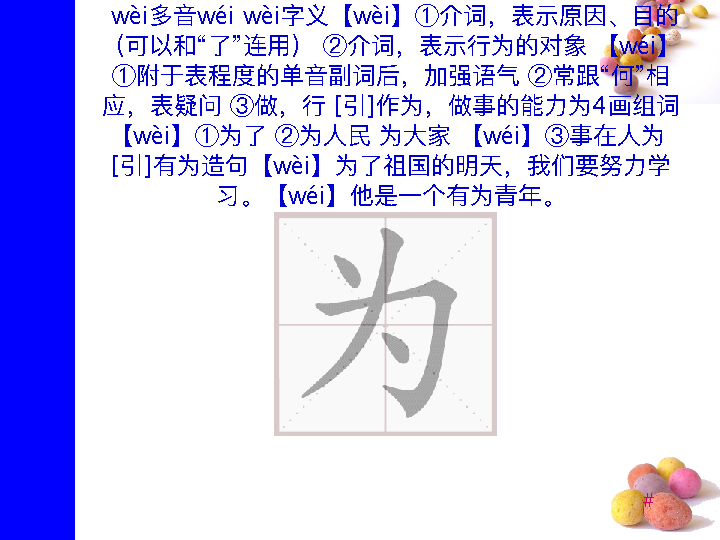 wèi多音wéi wèi字义【wèi】①介词，表示原因、目的
（可以和“了”连用） ②介词，表示行为的对象 【wéi】
①附于表程度的单音副词后，加强语气 ②常跟“何”相
应，表疑问 ③做，行 [引]作为，做事的能力为4画组词
【wèi】①为了 ②为人民 为大家 【wéi】③事在人为
[引]有为造句【wèi】为了祖国的明天，我们要努力学
习。【wéi】他是一个有为青年。
为
#